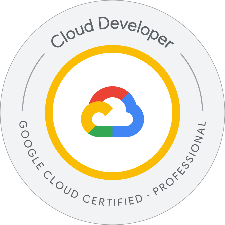 Cloud Developer
GOOGLE CLOUD CERTIFIED · PROFESSIONAL